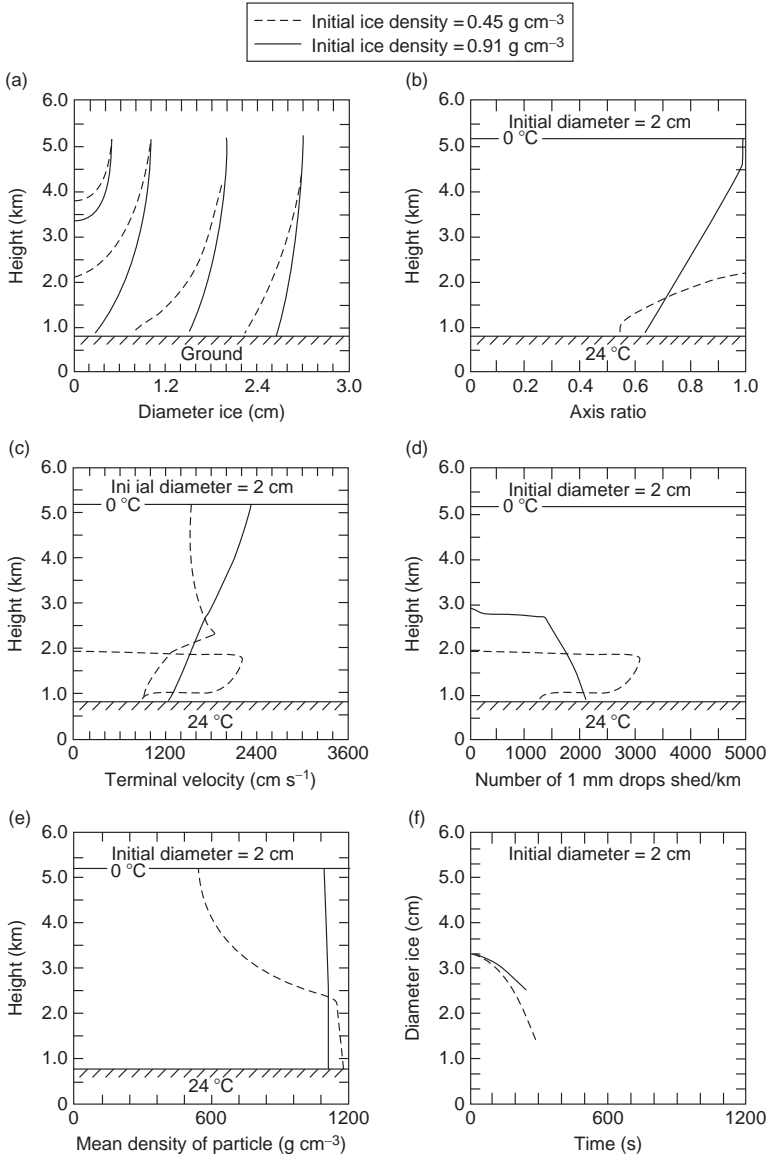 Initial ice density = 0.45 g cm⁻³
Initial ice density = 0.91 g cm⁻³
(a)
6.0
5.0
4.0
3.0
2.0
1.0
0
Height (km)
Ground
0 1.2 2.4 3.0
Diameter ice (cm)
(b)
Initial diameter = 2 cm
0 °C
6.0
5.0
4.0
3.0
2.0
1.0
0
Height (km)
24 °C
0 0.2 0.4 0.6 0.8 1.0
Axis ratio
(c)
Ini ial diameter = 2 cm
0 °C
6.0
5.0
4.0
3.0
2.0
1.0
0
Height (km)
24 °C
0 1200 2400 3600
Terminal velocity (cm s⁻¹)
(d)
Initial diameter = 2 cm
0 °C
6.0
5.0
4.0
3.0
2.0
1.0
0
Height (km)
24 °C
0 1000 2000 3000 4000 5000
Number of 1 mm drops shed/km
(e)
Initial diameter = 2 cm
0 °C
6.0
5.0
4.0
3.0
2.0
1.0
0
Height (km)
24 °C
0 600 1200
Mean density of particle (g cm⁻³)
(f)
Initial diameter = 2 cm
6.0
5.0
4.0
3.0
2.0
1.0
0
Diameter ice (cm)
0 600 1200
Time (s)